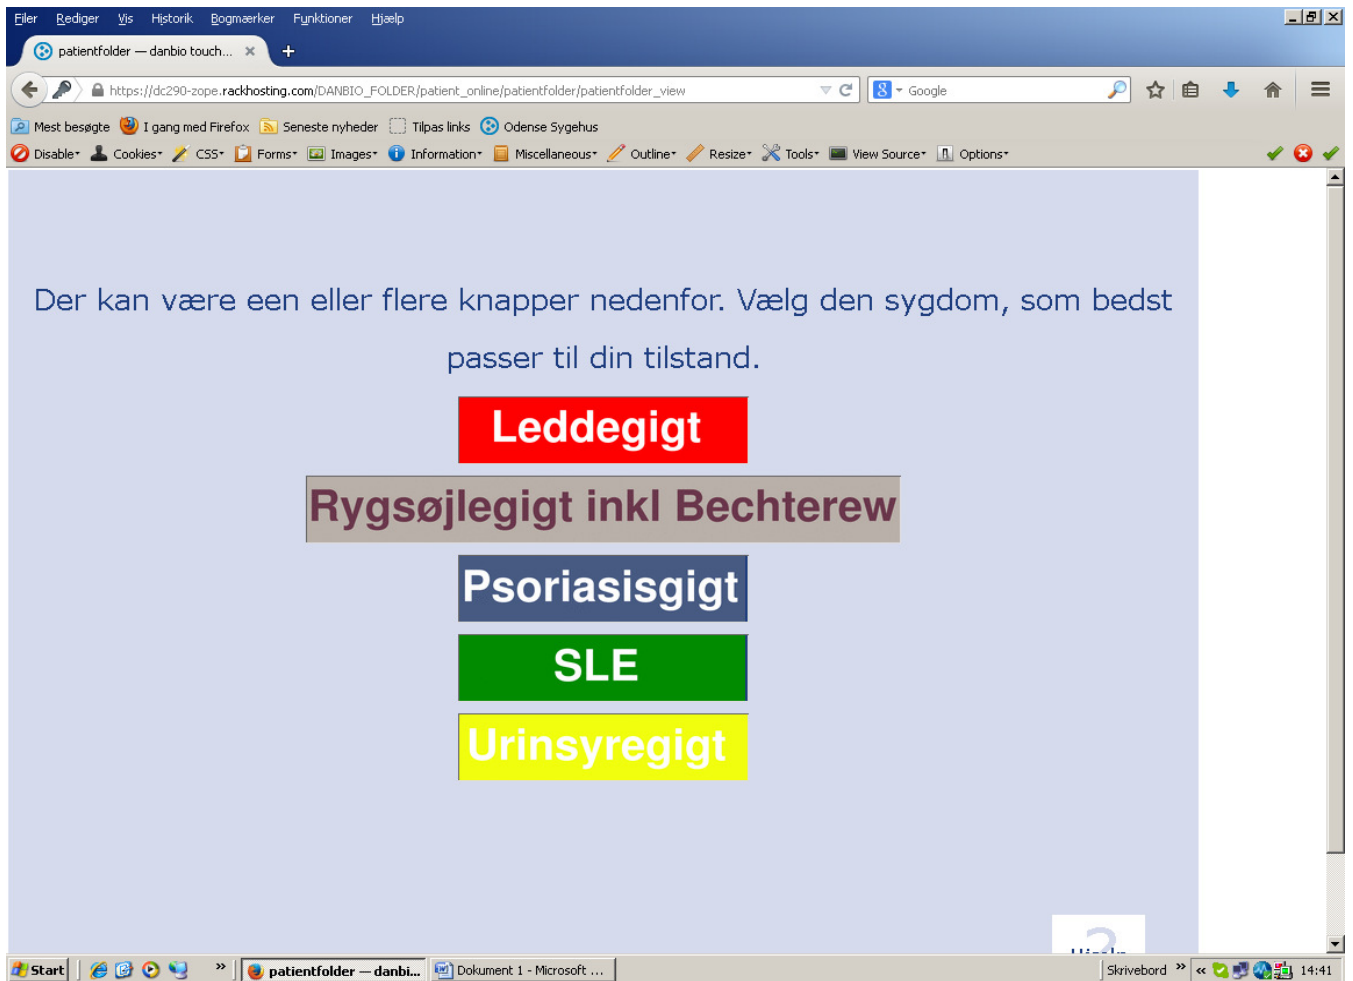 Filer Rediger Vis Historik Bogmærker Funktioner Hjælp
patientfolder — danbio touch... × +
https://dc290-zope.rackhosting.com/DANBIO_FOLDER/patient_online/patientfolder/patientfolder_view 8 Google
Mest besøgte I gang med Firefox Seneste nyheder Tilpas links Odense Sygehus
Disable Cookies CSS Forms Images Information Miscellaneous Outline Resize Tools View Source Options
Der kan være een eller flere knapper nedenfor. Vælg den sygdom, som bedst
passer til din tilstand.
Leddegigt
Rygsøjlegigt inkl Bechterew
Psoriasisgigt
SLE
Urinsyregigt
?
Start » patientfolder — danbi... Dokument 1 - Microsoft ... Skrivebord » « 14:41